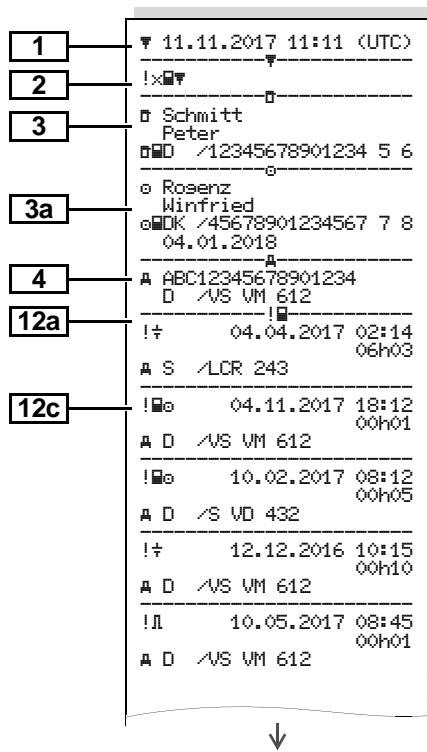 1
▼ 11.11.2017 11:11 (UTC)
2
!x▼
3
Schmitt
Peter
D /12345678901234 5 6
3a
Rogenz
Winfried
DK /45678901234567 7 8
04.01.2018
4
A ABC12345678901234
D /VS VM 612
12a
!÷ 04.04.2017 02:14
06h03
A S /LCR 243
12c
! 04.11.2017 18:12
00h01
A D /VS VM 612
! 10.02.2017 08:12
00h05
A D /S VD 432
!÷ 12.12.2016 10:15
00h10
A D /VS VM 612
!Л 10.05.2017 08:45
00h01
A D /VS VM 612